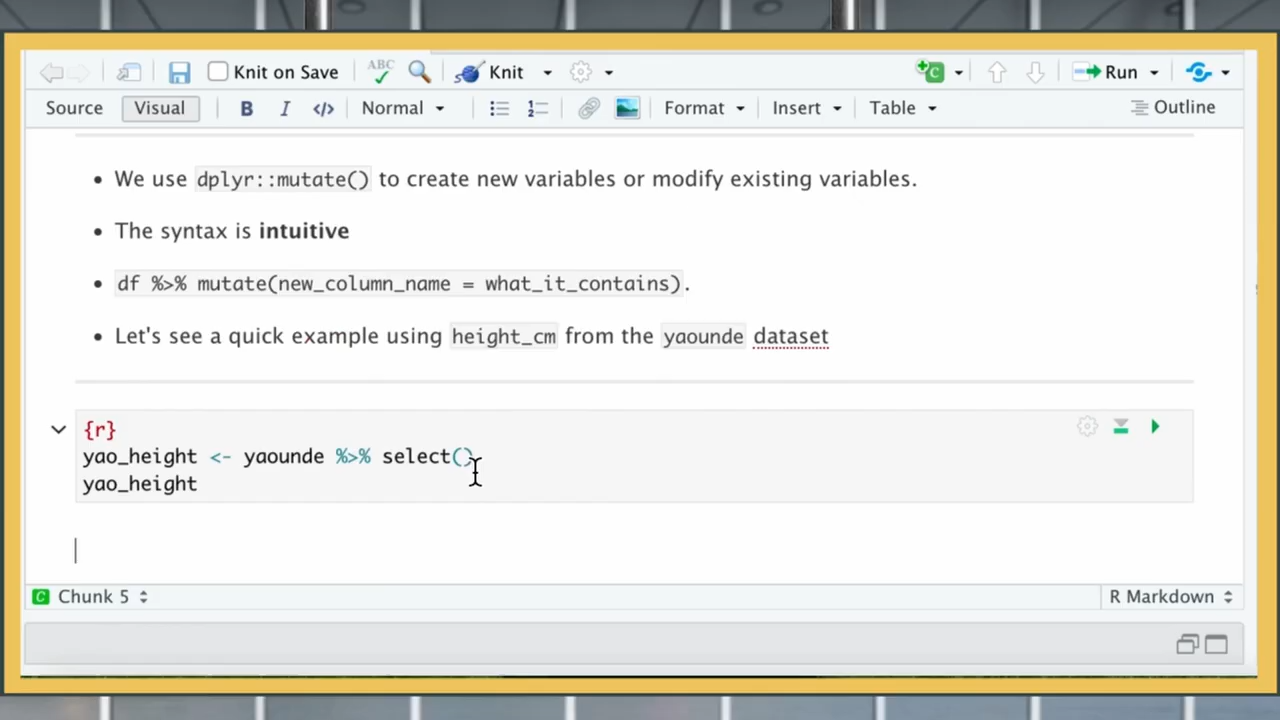 Knit on Save ABC Knit Run
Source Visual B I </> Normal Format Insert Table Outline
We use dplyr::mutate() to create new variables or modify existing variables.
The syntax is intuitive
df %>% mutate(new_column_name = what_it_contains).
Let's see a quick example using height_cm from the yaounde dataset
{r}
yao_height <- yaounde %>% select()
yao_height
C Chunk 5 R Markdown